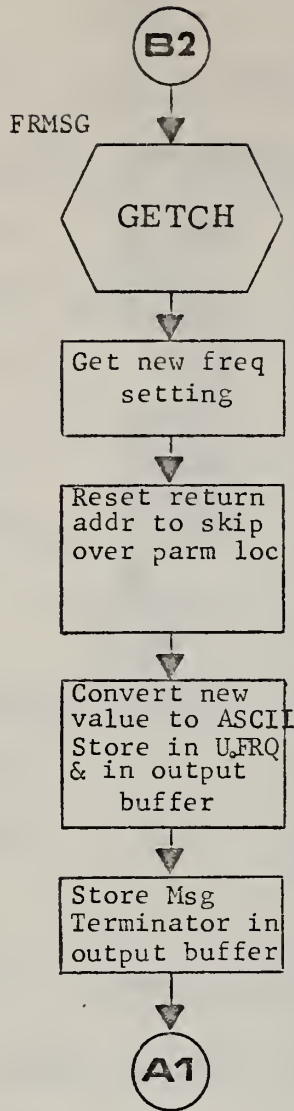 B2
FRMSG
GETCH
Get new freq
setting
Reset return
addr to skip
over parm loc
Convert new
value to ASCII
Store in U.FRQ
& in output
buffer
Store Msg
Terminator in
output buffer
A1